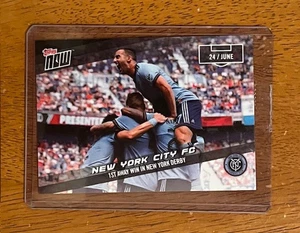 Topps
NOW
24 / JUNE
NEW YORK CITY FC
1ST AWAY WIN IN NEW YORK DERBY